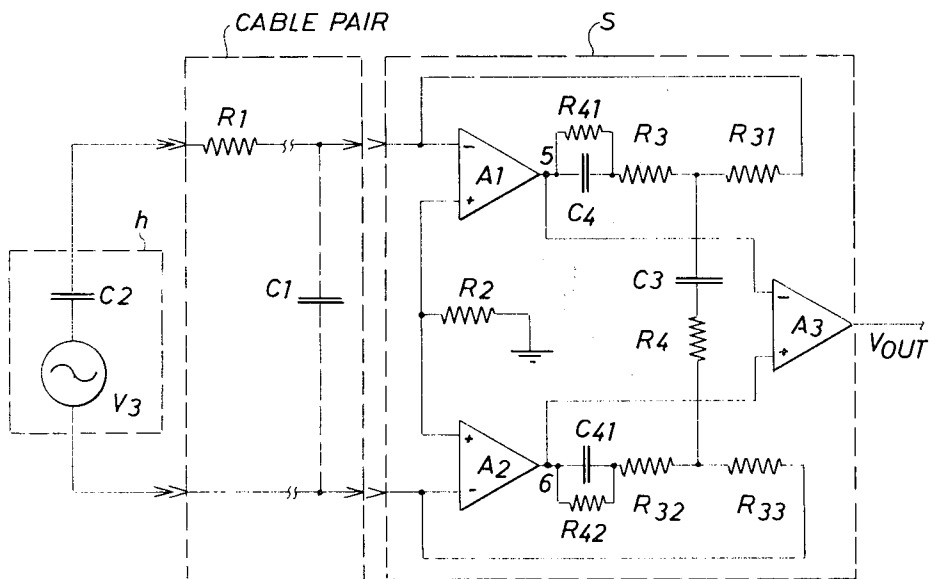 CABLE PAIR
S
R1
R41
R3
R31
5
A1
-
+
C4
h
C2
C1
R2
C3
R4
-
A3
+
VOUT
V3
+
A2
-
C41
6
R32
R33
R42